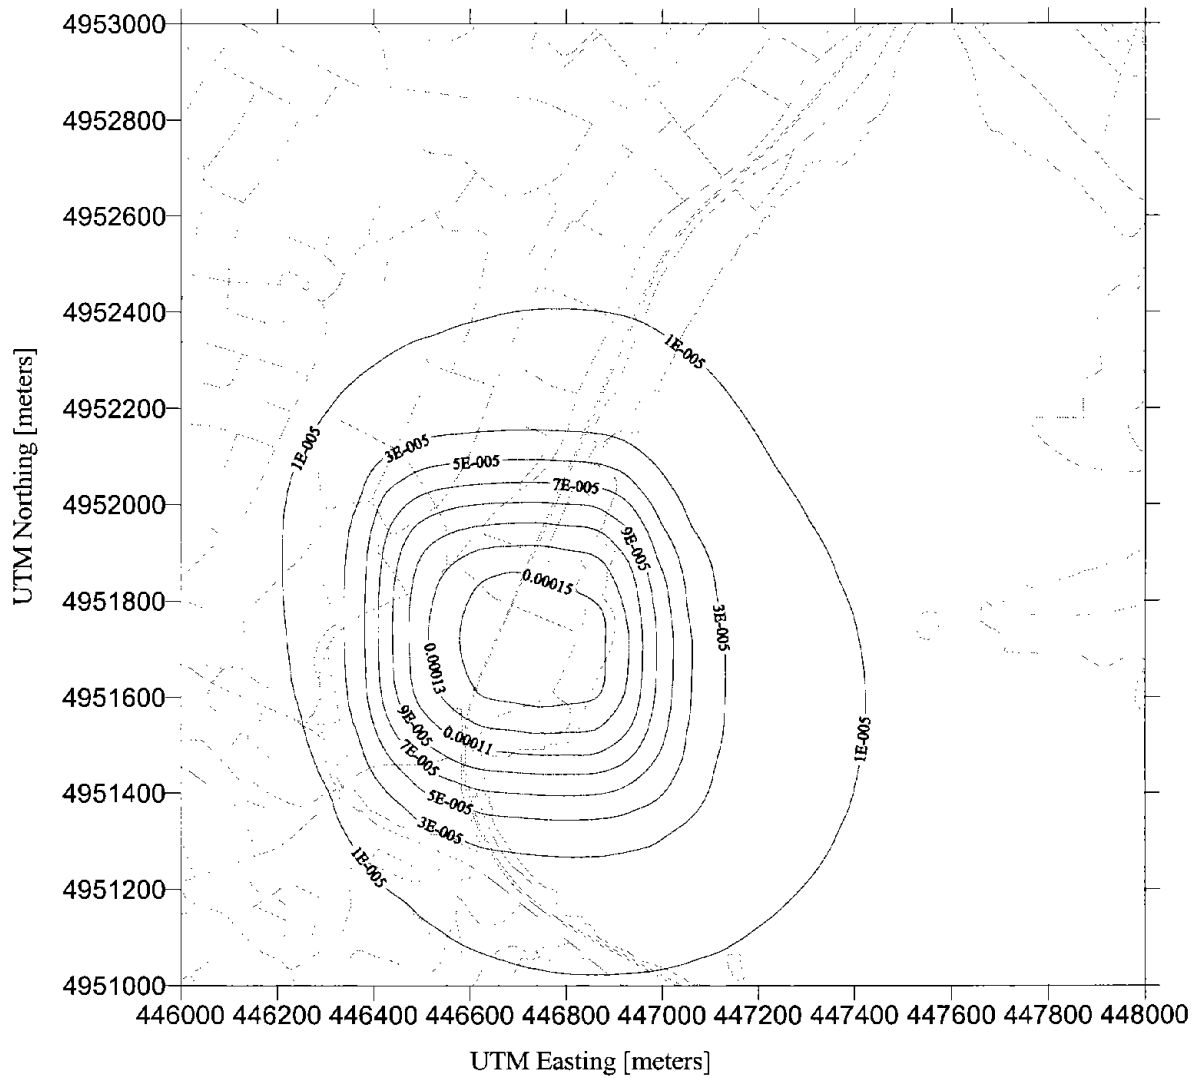 4953000
4952800
4952600
4952400
4952200
4952000
4951800
4951600
4951400
4951200
4951000
UTM Northing [meters]
1E-005
1E-005
3E-005
5E-005
7E-005
9E-005
0.00015
3E-005
0.00013
9E-005
0.00011
7E-005
1E-005
5E-005
3E-005
1E-005
446000 446200 446400 446600 446800 447000 447200 447400 447600 447800 448000
UTM Easting [meters]